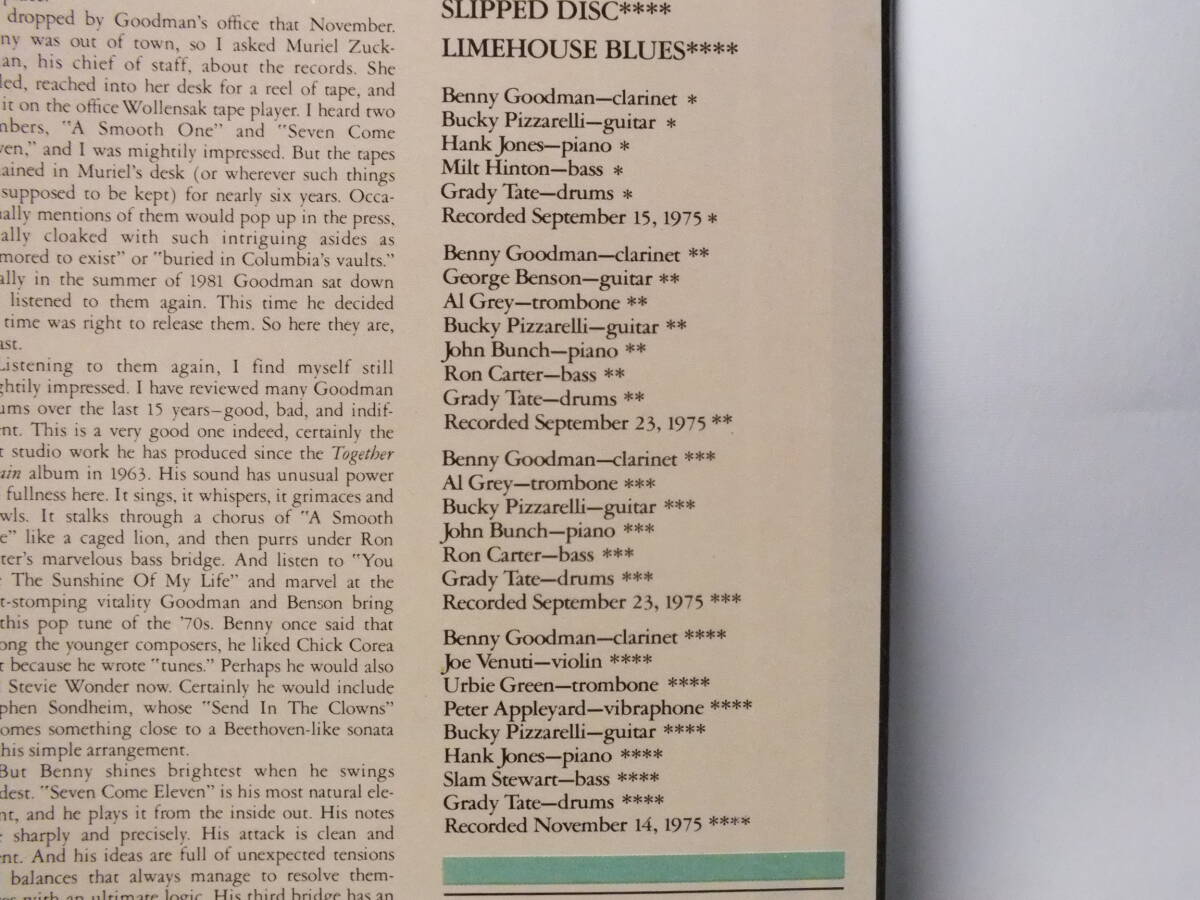 place.
dropped by Goodman's office that November.
ny was out of town, so I asked Muriel Zuck-
an, his chief of staff, about the records. She
led, reached into her desk for a reel of tape, and
it on the office Wollensak tape player. I heard two
mbers, "A Smooth One" and "Seven Come
ven," and I was mightily impressed. But the tapes
ained in Muriel's desk (or wherever such things
supposed to be kept) for nearly six years. Occa-
nally mentions of them would pop up in the press,
ally cloaked with such intriguing asides as
mored to exist" or "buried in Columbia's vaults."
ally in the summer of 1981 Goodman sat down
listened to them again. This time he decided
time was right to release them. So here they are,
ast.
Listening to them again, I find myself still
ghtily impressed. I have reviewed many Goodman
ums over the last 15 years–good, bad, and indif-
ent. This is a very good one indeed, certainly the
t studio work he has produced since the Together
ain album in 1963. His sound has unusual power
fullness here. It sings, it whispers, it grimaces and
wls. It stalks through a chorus of "A Smooth
e" like a caged lion, and then purrs under Ron
ter's marvelous bass bridge. And listen to "You
The Sunshine Of My Life" and marvel at the
t-stomping vitality Goodman and Benson bring
this pop tune of the '70s. Benny once said that
ong the younger composers, he liked Chick Corea
t because he wrote "tunes." Perhaps he would also
Stevie Wonder now. Certainly he would include
phen Sondheim, whose "Send In The Clowns"
omes something close to a Beethoven-like sonata
his simple arrangement.
But Benny shines brightest when he swings
dest. "Seven Come Eleven" is his most natural ele-
nt, and he plays it from the inside out. His notes
sharply and precisely. His attack is clean and
ent. And his ideas are full of unexpected tensions
balances that always manage to resolve them-
with an ultimate logic. His third bridge has an
SLIPPED DISC****
LIMEHOUSE BLUES****
Benny Goodman—clarinet *
Bucky Pizzarelli—guitar *
Hank Jones—piano *
Milt Hinton—bass *
Grady Tate—drums *
Recorded September 15, 1975 *
Benny Goodman—clarinet **
George Benson—guitar **
Al Grey—trombone **
Bucky Pizzarelli—guitar **
John Bunch—piano **
Ron Carter—bass **
Grady Tate—drums **
Recorded September 23, 1975 **
Benny Goodman—clarinet ***
Al Grey—trombone ***
Bucky Pizzarelli—guitar ***
John Bunch—piano ***
Ron Carter—bass ***
Grady Tate—drums ***
Recorded September 23, 1975 ***
Benny Goodman—clarinet ****
Joe Venuti—violin ****
Urbie Green—trombone ****
Peter Appleyard—vibraphone ****
Bucky Pizzarelli—guitar ****
Hank Jones—piano ****
Slam Stewart—bass ****
Grady Tate—drums ****
Recorded November 14, 1975 ****